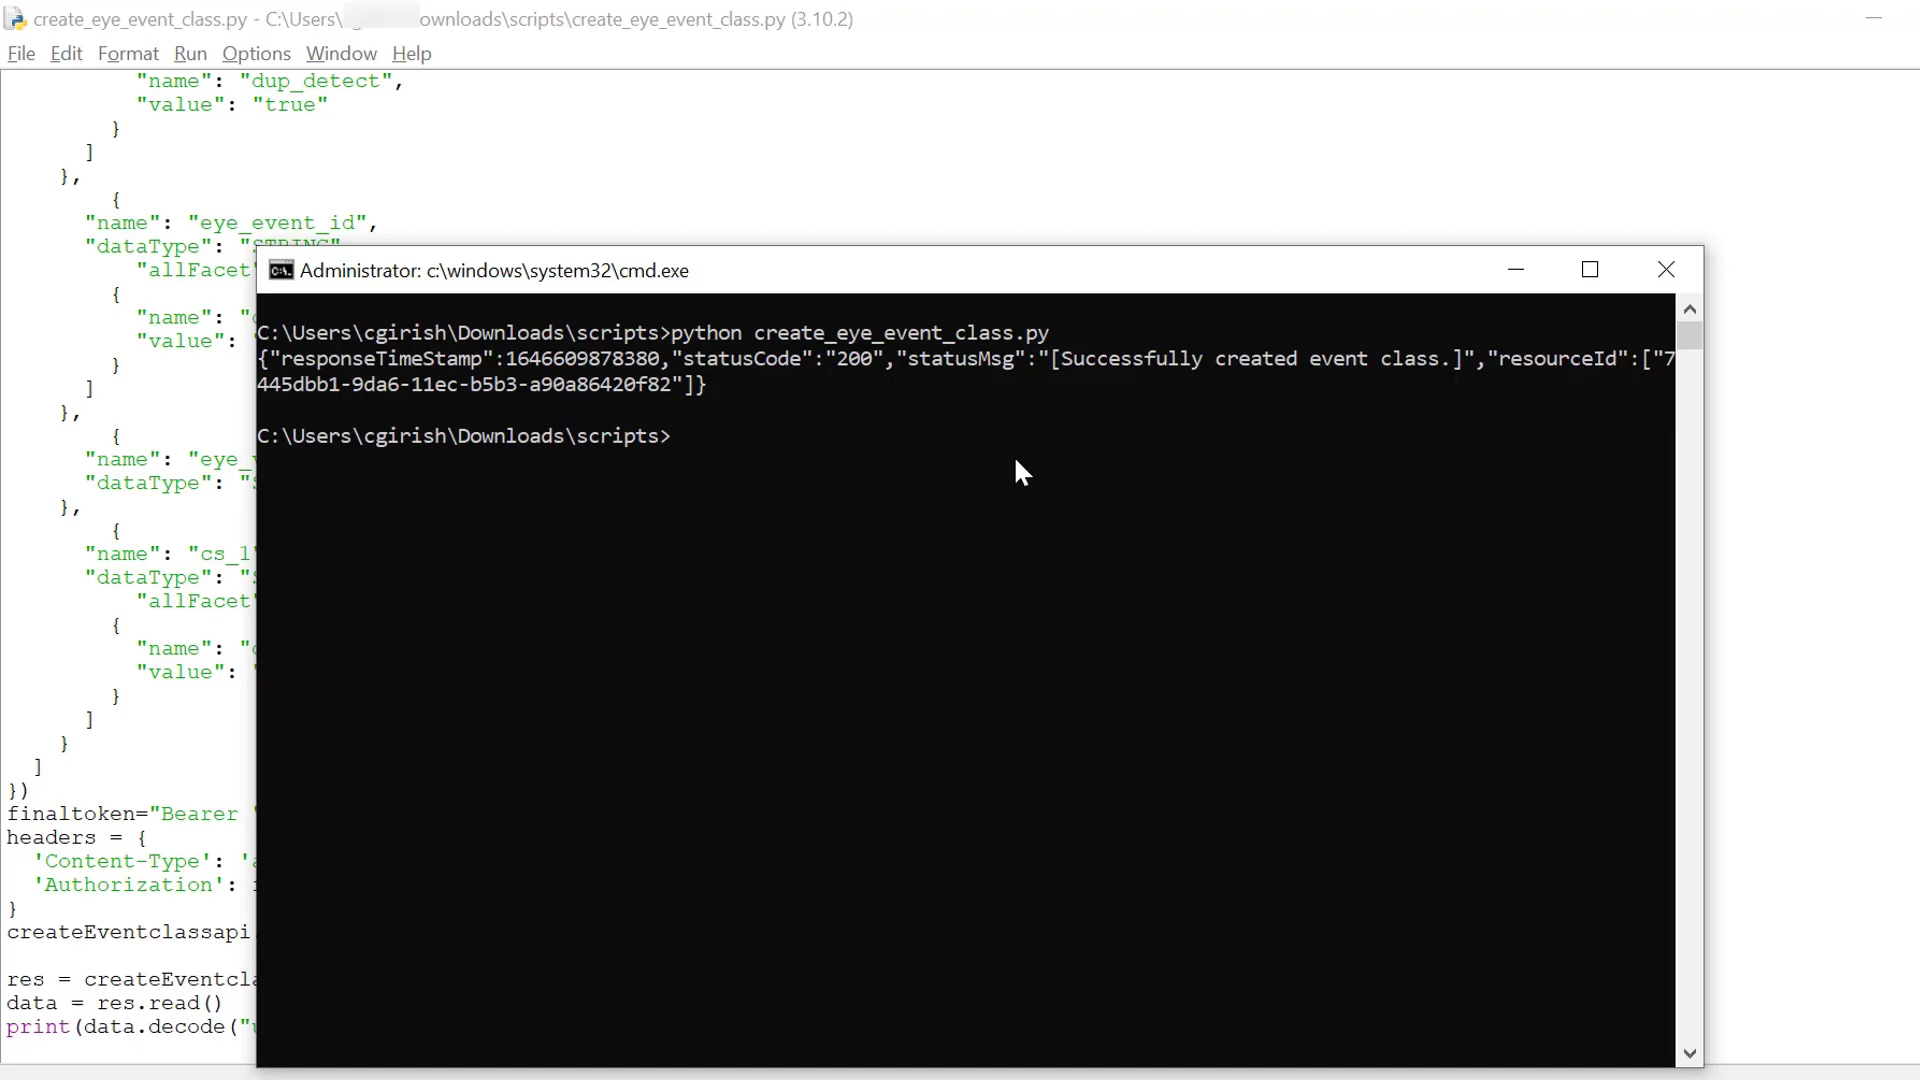 create_eye_event_class.py - C:\Users\ ownloads\scripts\create_eye_event_class.py (3.10.2)
File Edit Format Run Options Window Help
"name": "dup_detect",
"value": "true"
}
]
},
{
"name": "eye_event_id",
"dataType": "STRING"
"allFacet"
{
"name": "
"value":
}
]
},
{
"name": "eye_
"dataType": "
},
{
"name": "cs_1"
"dataType": "
"allFacet"
{
"name": "
"value":
}
]
}
]
})
finaltoken="Bearer "
headers = {
'Content-Type': '
'Authorization':
}
createEventclassapi
res = createEventcl
data = res.read()
print(data.decode("
Administrator: c:\windows\system32\cmd.exe
C:\Users\cgirish\Downloads\scripts>python create_eye_event_class.py
{"responseTimeStamp":1646609878380,"statusCode":"200","statusMsg":"[Successfully created event class.]","resourceId":["7
445dbb1-9da6-11ec-b5b3-a90a86420f82"]}
C:\Users\cgirish\Downloads\scripts>